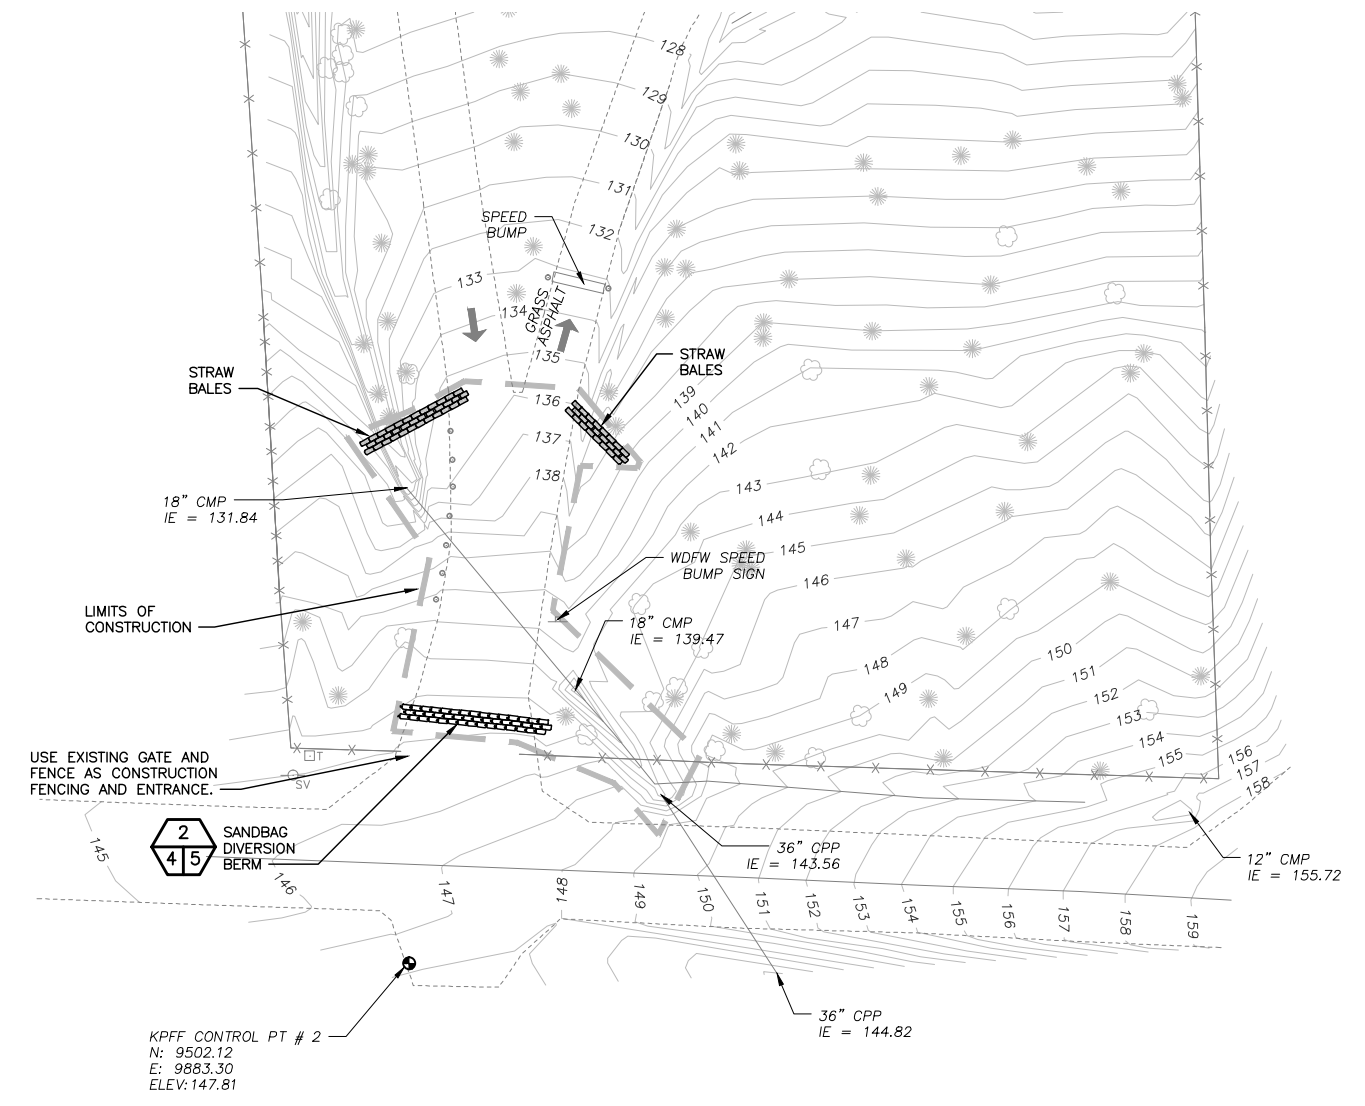 128
129
130
131
132
SPEED
BUMP
133
134
GRASS
ASPHALT
135
STRAW
BALES
STRAW
BALES
136
137
138
139
140
141
142
143
144
145
146
147
148
149
150
151
152
153
154
155
156
157
158
18" CMP
IE = 131.84
WDFW SPEED
BUMP SIGN
LIMITS OF
CONSTRUCTION
18" CMP
IE = 139.47
USE EXISTING GATE AND
FENCE AS CONSTRUCTION
FENCING AND ENTRANCE.
T
SV
2
4 5
SANDBAG
DIVERSION
BERM
36" CPP
IE = 143.56
12" CMP
IE = 155.72
145
146
147
148
149
150
151
152
153
154
155
156
157
158
159
36" CPP
IE = 144.82
KPFF CONTROL PT # 2
N: 9502.12
E: 9883.30
ELEV: 147.81